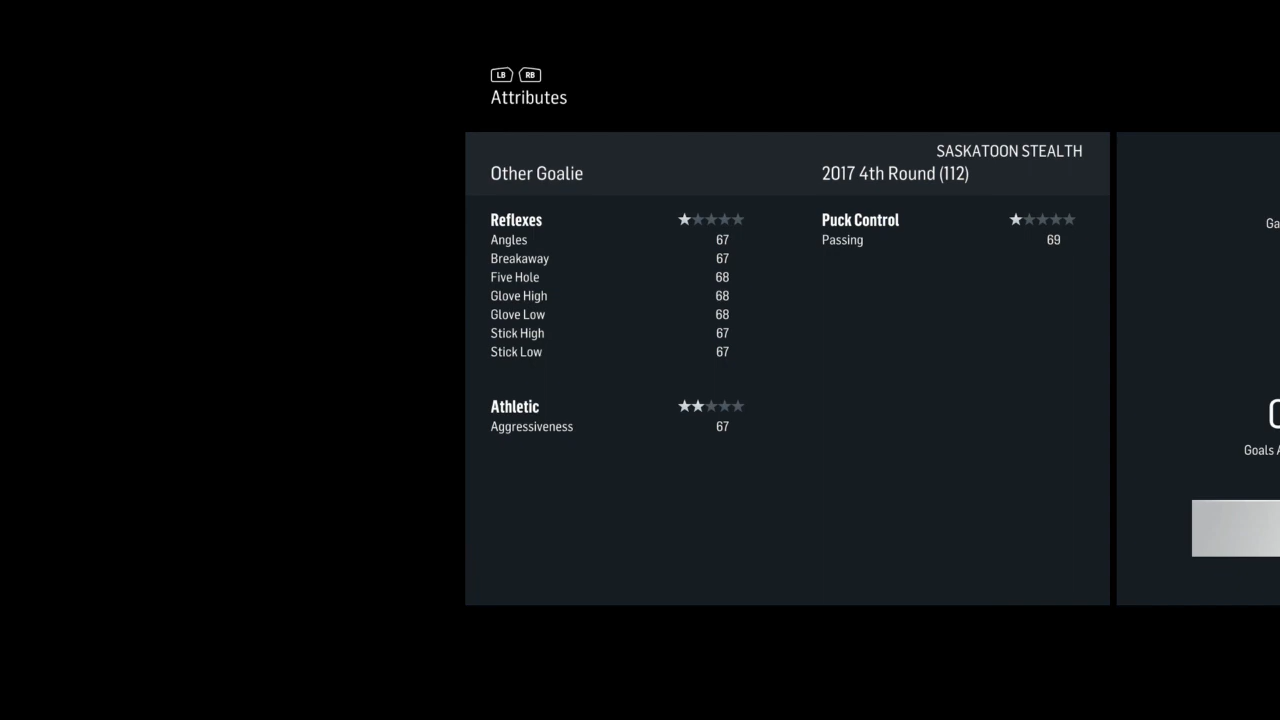 LB RB
Attributes
SASKATOON STEALTH
Other Goalie 2017 4th Round (112)
Reflexes Puck Control
Angles 67 Passing 69
Breakaway 67
Five Hole 68
Glove High 68
Glove Low 68
Stick High 67
Stick Low 67
Athletic
Aggressiveness 67
Ga
Goals A